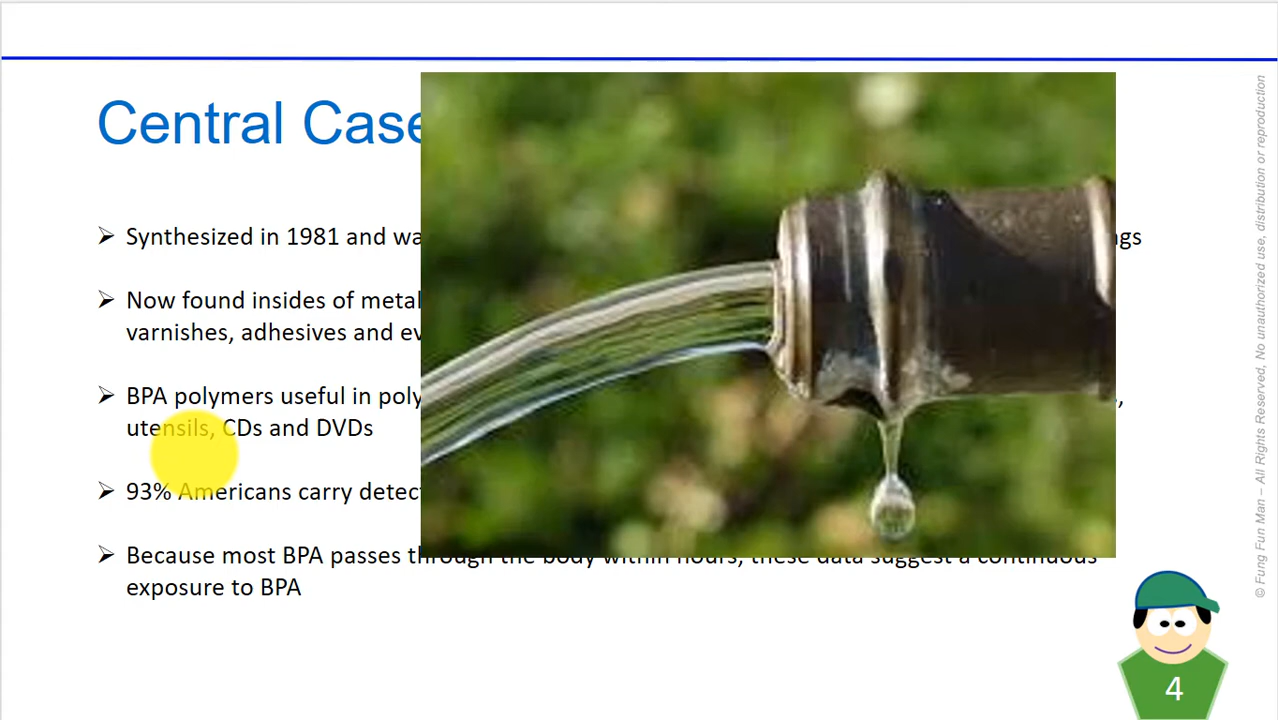 Central Case
Synthesized in 1981 and wa gs
Now found insides of metal
varnishes, adhesives and ev
BPA polymers useful in poly ,
utensils, CDs and DVDs
93% Americans carry detec
Because most BPA passes through the body within hours, these data suggest a continuous
exposure to BPA
© Fung Fun Man – All Rights Reserved, No unauthorized use, distribution or reproduction
4